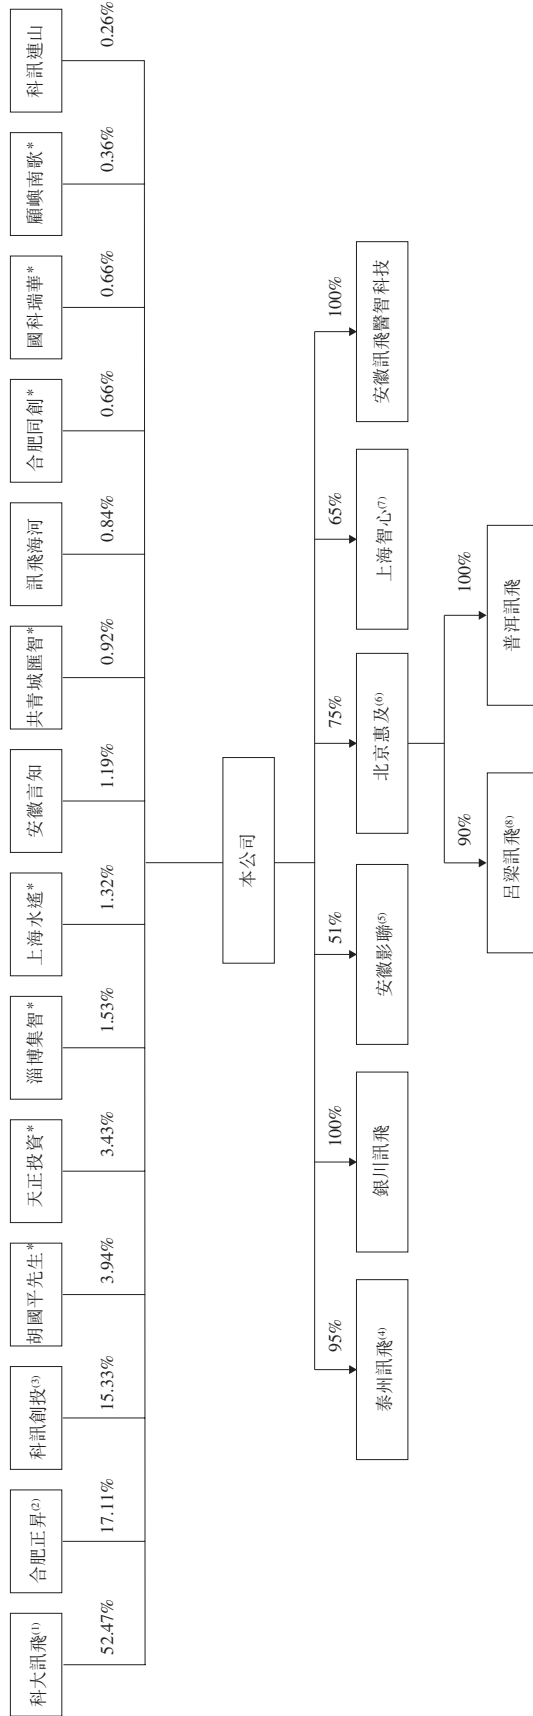 科大訊飛(1)
合肥正昇(2)
科訊創投(3)
胡國平先生*
天正投資*
淄博集智*
上海水遙*
安徽言知
共青城匯智*
訊飛海河
合肥同創*
國科瑞華*
顧嶼南歌*
科訊連山
52.47%
17.11%
15.33%
3.94%
3.43%
1.53%
1.32%
1.19%
0.92%
0.84%
0.66%
0.66%
0.36%
0.26%
本公司
95%
100%
51%
75%
65%
100%
泰州訊飛(4)
銀川訊飛
安徽影聯(5)
北京惠及(6)
上海智心(7)
安徽訊飛醫智科技
90%
100%
呂梁訊飛(8)
普洱訊飛